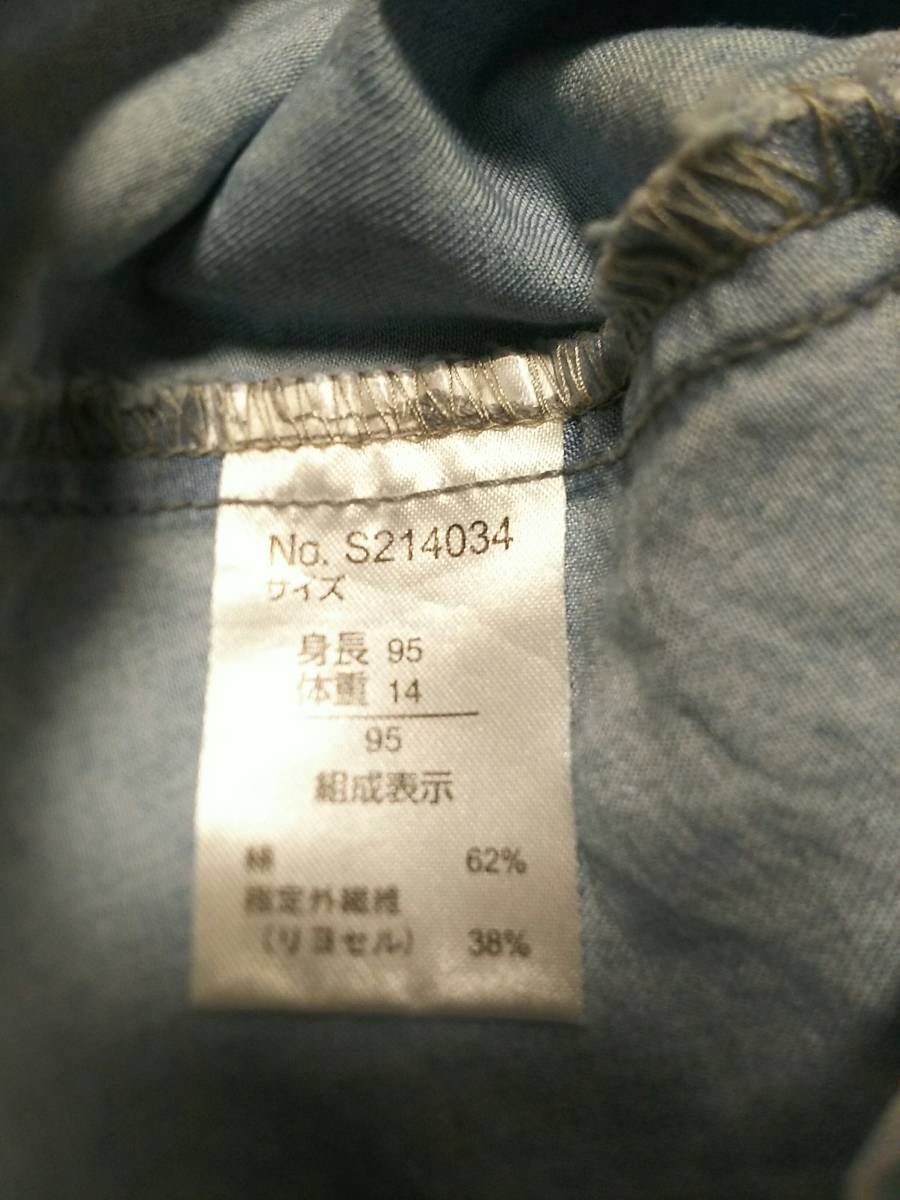 No. S214034
サイズ
身長 95
体重 14
95
組成表示
綿 62%
指定外繊維
(リヨセル) 38%